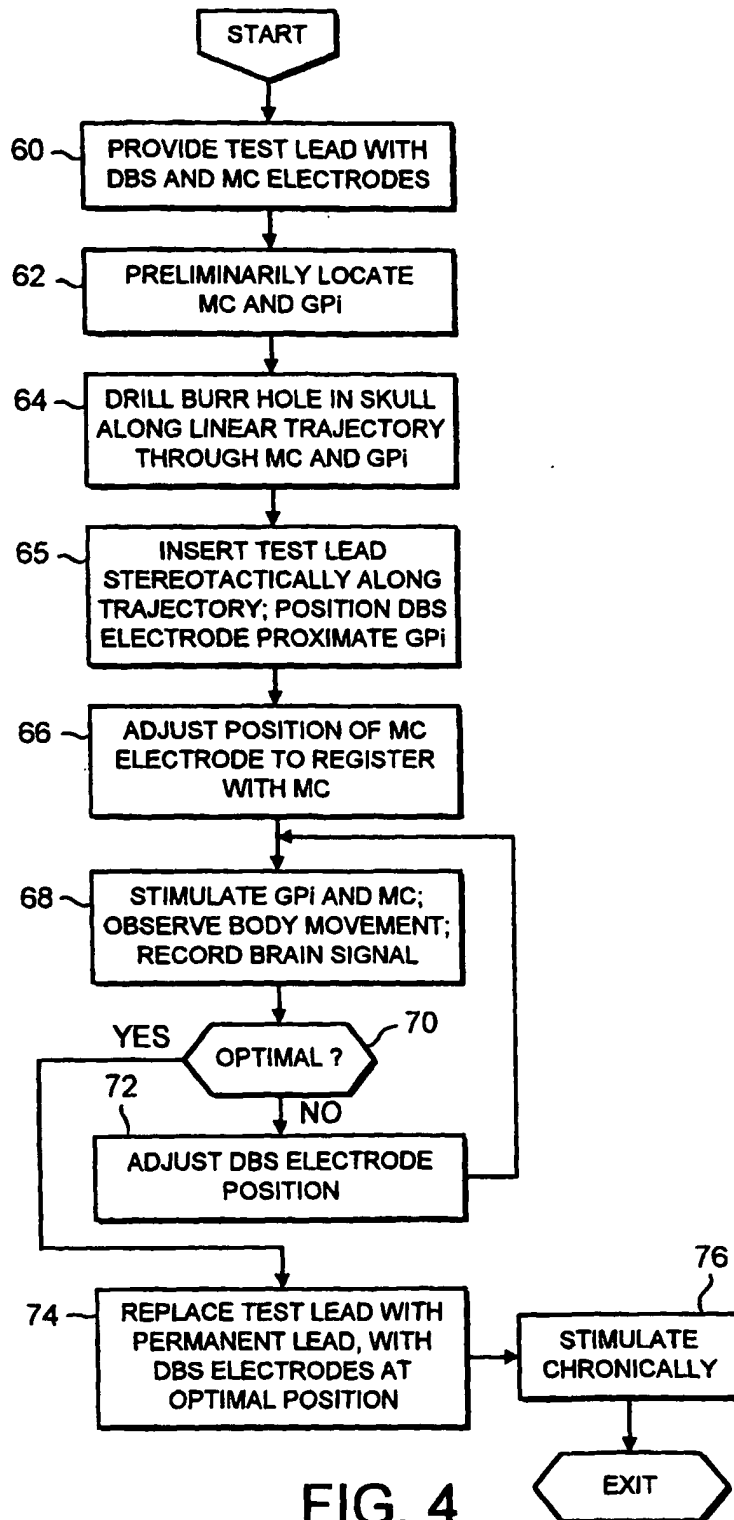 START
60
PROVIDE TEST LEAD WITH
DBS AND MC ELECTRODES
62
PRELIMINARILY LOCATE
MC AND GPi
64
DRILL BURR HOLE IN SKULL
ALONG LINEAR TRAJECTORY
THROUGH MC AND GPi
65
INSERT TEST LEAD
STEREOTACTICALLY ALONG
TRAJECTORY; POSITION DBS
ELECTRODE PROXIMATE GPi
66
ADJUST POSITION OF MC
ELECTRODE TO REGISTER
WITH MC
68
STIMULATE GPi AND MC;
OBSERVE BODY MOVEMENT;
RECORD BRAIN SIGNAL
70
YES
OPTIMAL ?
72
NO
ADJUST DBS ELECTRODE
POSITION
74
REPLACE TEST LEAD WITH
PERMANENT LEAD, WITH
DBS ELECTRODES AT
OPTIMAL POSITION
76
STIMULATE
CHRONICALLY
EXIT
FIG. 4